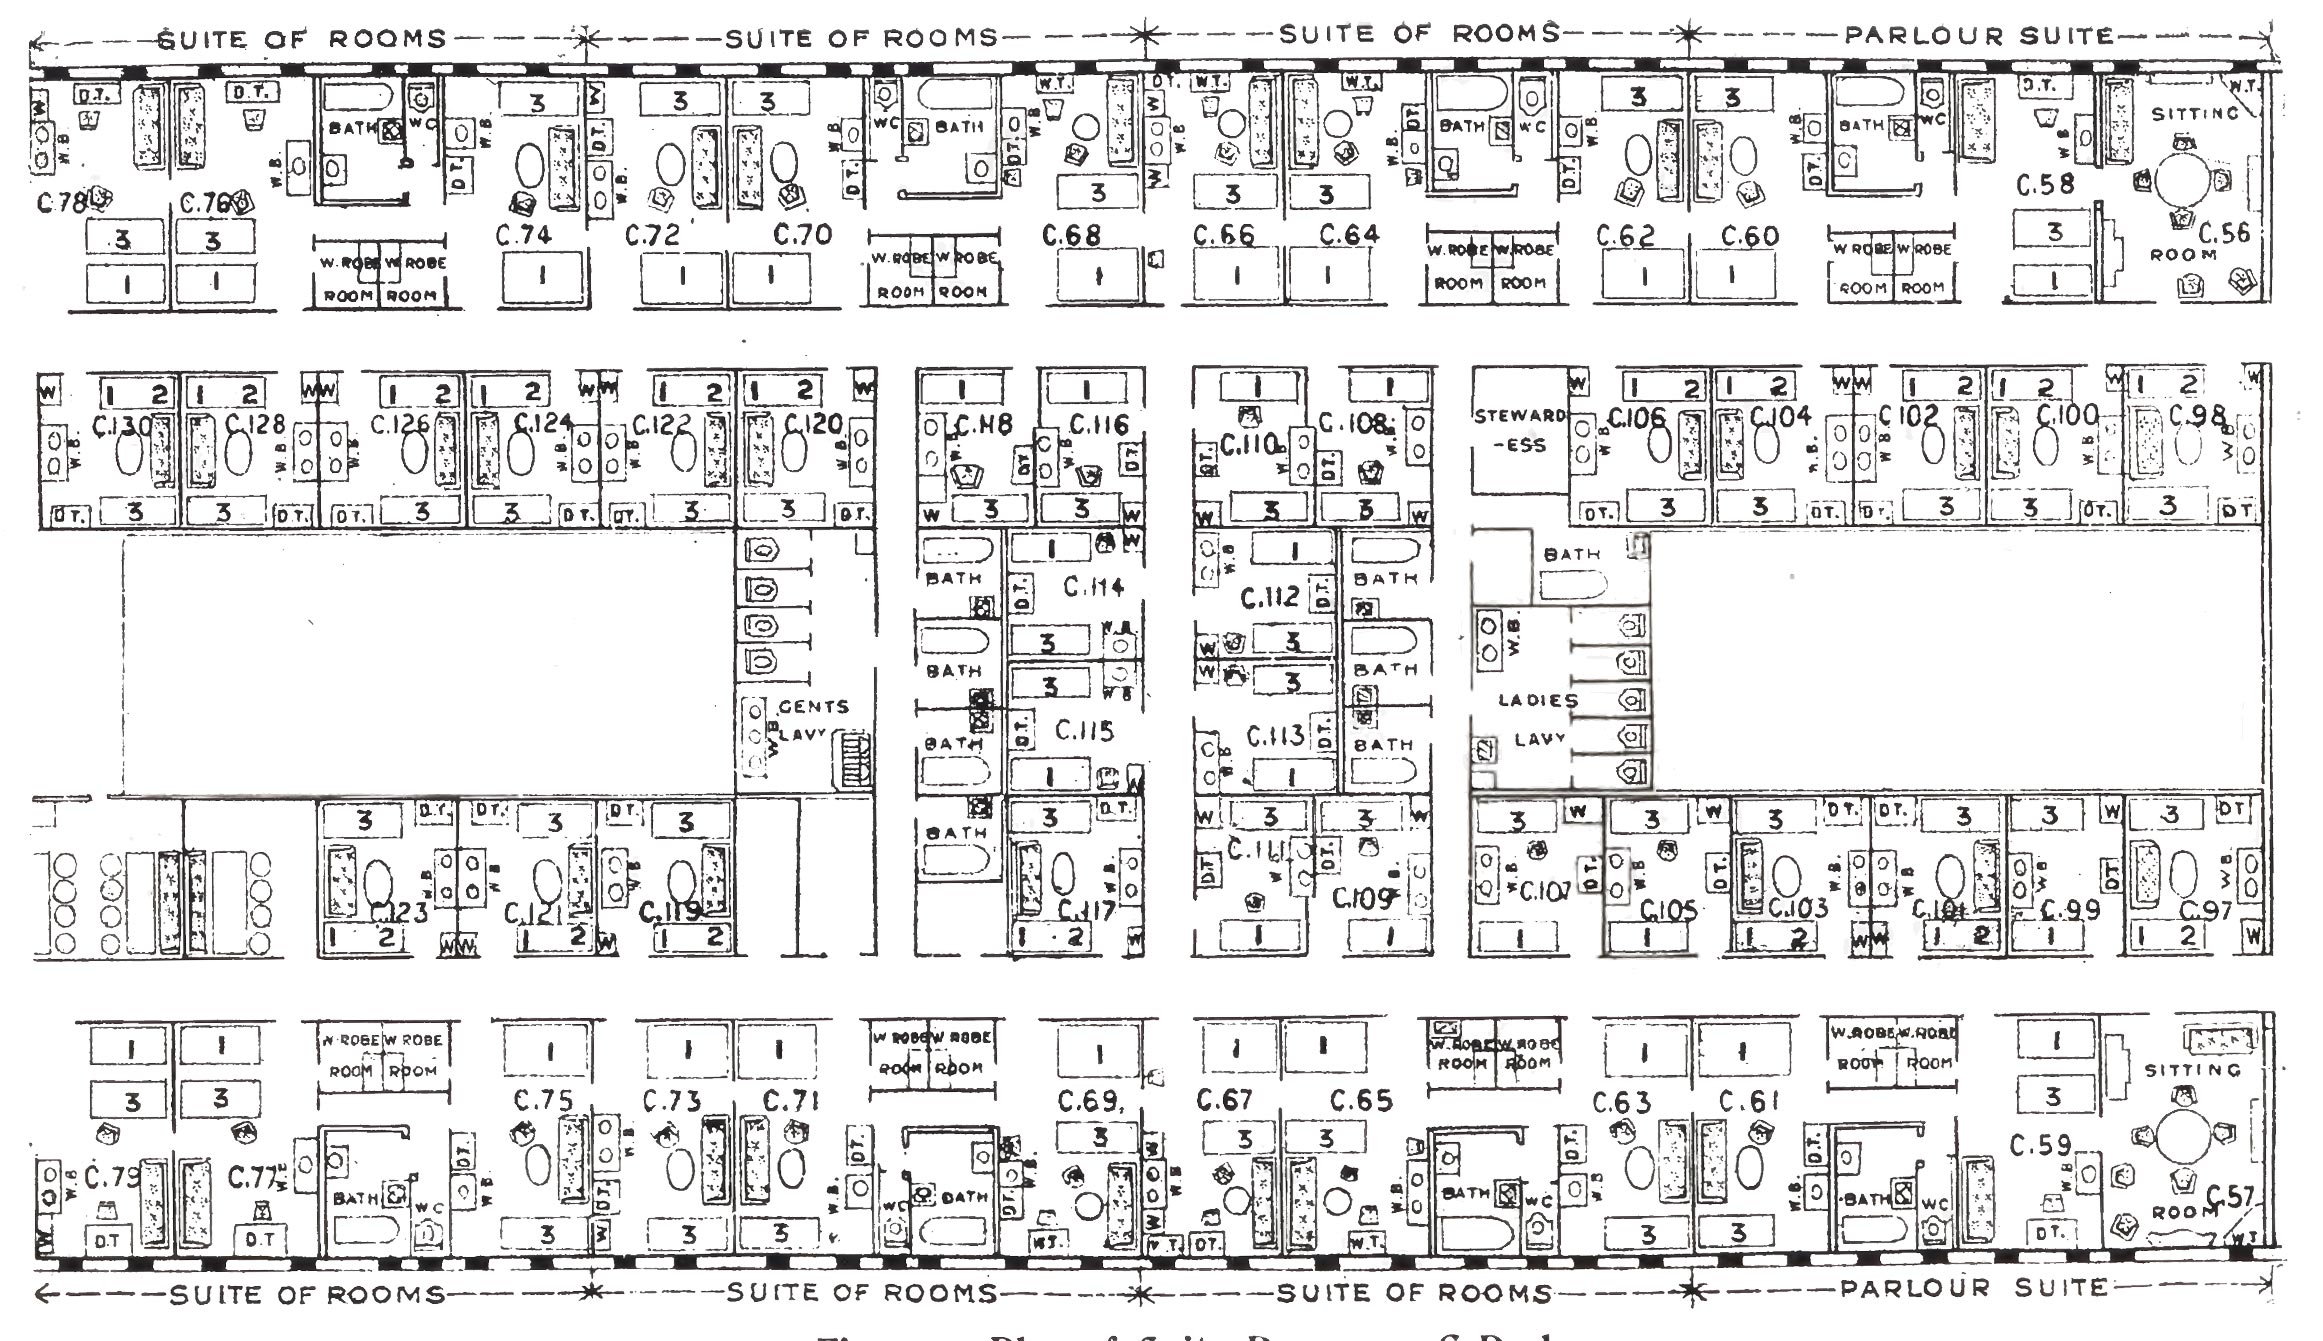 SUITE OF ROOMS SUITE OF ROOMS SUITE OF ROOMS PARLOUR SUITE
W D.T. D.T. 3 W 3 3 W.T. D.T. W.T. W.T. 3 3 D.T. W.T.
BATH WC W.B. D.T. WC BATH W.B. W BATH WC W.B. BATH WC SITTING
W.B. W.B. D.T. W.B. D.T. D.T. W.B. W.B. D.T. D.T. D.T.
C.78 C.76 3 3 3 C.58
3 3 C.74 C.72 C.70 C.68 C.66 C.64 C.62 C.60 3 C.56
W.ROBE W.ROBE W.ROBE W.ROBE W.ROBE W.ROBE W.ROBE W.ROBE ROOM
1 1 ROOM ROOM 1 1 1 ROOM ROOM 1 1 1 ROOM ROOM 1 1 ROOM ROOM 1
W 1 2 1 2 W W 1 2 1 2 W W 1 2 1 2 W 1 1 1 1 W 1 2 1 2 W W 1 2 1 2 W 1 2 W
C.130 C.128 C.126 C.124 C.122 C.120 C.118 C.116 C.110 C.108 STEWARD C.106 C.104 C.102 C.100 C.98
W.B. W.B. W.B. W.B. W.B. W.B. W.B. W.B. D.T. W.B. D.T. W.B. -ESS W.B. W.B. W.B. W.B. W.B.
D.T. 3 3 D.T. D.T. 3 3 D.T. D.T. 3 3 D.T. W 3 3 W W 3 3 W D.T. 3 3 D.T. D.T. 3 3 D.T. 3 D.T.
1 W W.B. 1 BATH
BATH D.T. C.114 C.112 D.T. BATH
3 W.B. W 3 W.B.
BATH 3 W.B. W 3 BATH
GENTS LADIES
LAVY W.B. BATH D.T. C.115 C.113 D.T. BATH LAVY
1 W W.B. 1
3 D.T. D.T. 3 D.T. 3 BATH 3 D.T. W 3 3 W 3 W 3 W 3 D.T. D.T. 3 3 W 3 D.T.
W.B. W.B. W.B. W.B. D.T. C.111 W.B. D.T. W.B. W.B. D.T. D.T. W.B. W.B. W.B. D.T. W.B.
C.123 C.121 C.119 C.117 C.109 C.107 C.105 C.103 C.101 C.99 C.97
1 2 W W 1 2 W 1 2 1 2 W 1 1 1 1 1 2 W W 1 2 1 1 2 W
1 1 W.ROBE W.ROBE 1 1 1 W.ROBE W.ROBE 1 1 1 W.ROBE W.ROBE 1 1 W.ROBE W.ROBE 1
ROOM ROOM ROOM ROOM ROOM ROOM ROOM ROOM SITTING
3 3 C.75 C.73 C.71 C.69 C.67 C.65 C.63 C.61 3
3 3 3 C.59
C.79 C.77 W.B. D.T. W.B. D.T. W.B. D.T. D.T. W.B.
W.B. W.B. BATH WC W.B. D.T. W.B. WC BATH D.T. W.B. BATH WC W.B. W.B. BATH WC ROOM C.57
W D.T. D.T. 3 W 3 3 W.T. W.T. D.T. W.T. 3 3 D.T. W.T.
SUITE OF ROOMS SUITE OF ROOMS SUITE OF ROOMS PARLOUR SUITE